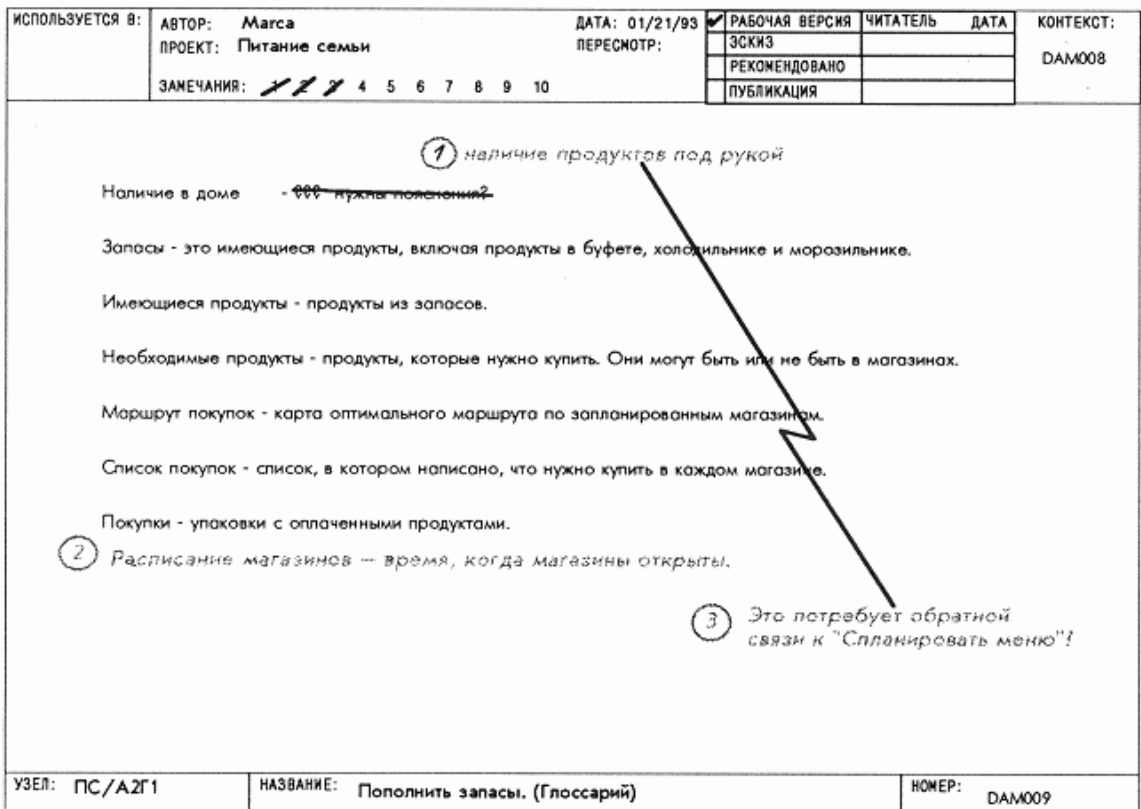 ИСПОЛЬЗУЕТСЯ В:
АВТОР: Marca
ДАТА: 01/21/93
ПРОЕКТ: Питание семьи
ПЕРЕСМОТР:
ЗАМЕЧАНИЯ: 1 2 3 4 5 6 7 8 9 10
✔ РАБОЧАЯ ВЕРСИЯ
ЭСКИЗ
РЕКОМЕНДОВАНО
ПУБЛИКАЦИЯ
ЧИТАТЕЛЬ ДАТА
КОНТЕКСТ:
DAM008
1 наличие продуктов под рукой
Наличие в доме - ??? нужны пояснения?
Запасы - это имеющиеся продукты, включая продукты в буфете, холодильнике и морозильнике.
Имеющиеся продукты - продукты из запасов.
Необходимые продукты - продукты, которые нужно купить. Они могут быть или не быть в магазинах.
Маршрут покупок - карта оптимального маршрута по запланированным магазинам.
Список покупок - список, в котором написано, что нужно купить в каждом магазине.
Покупки - упаковки с оплаченными продуктами.
2 Расписание магазинов — время, когда магазины открыты.
3 Это потребует обратной
связи к "Спланировать меню"!
УЗЕЛ: ПС/А2Г1
НАЗВАНИЕ: Пополнить запасы. (Глоссарий)
НОМЕР: DAM009